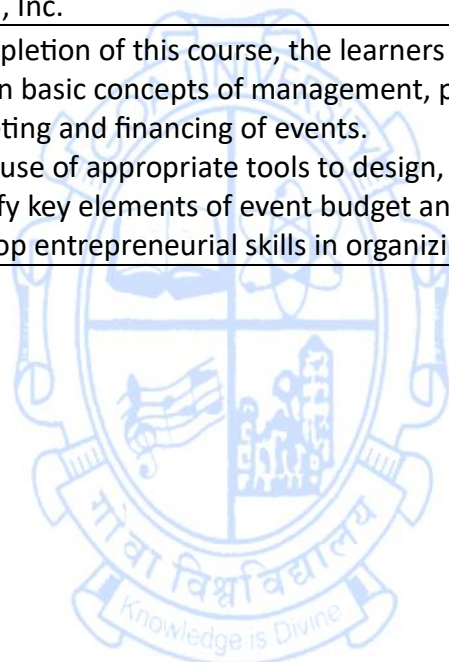 , Inc.
pletion of this course, the learners
n basic concepts of management, p
ting and financing of events.
use of appropriate tools to design,
fy key elements of event budget an
op entrepreneurial skills in organizi
गोंवा विश्वविद्यालय
Knowledge is Divine